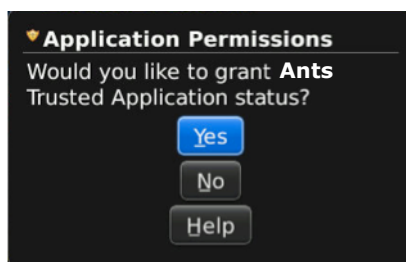 Application Permissions
Would you like to grant Ants
Trusted Application status?
Yes
No
Help